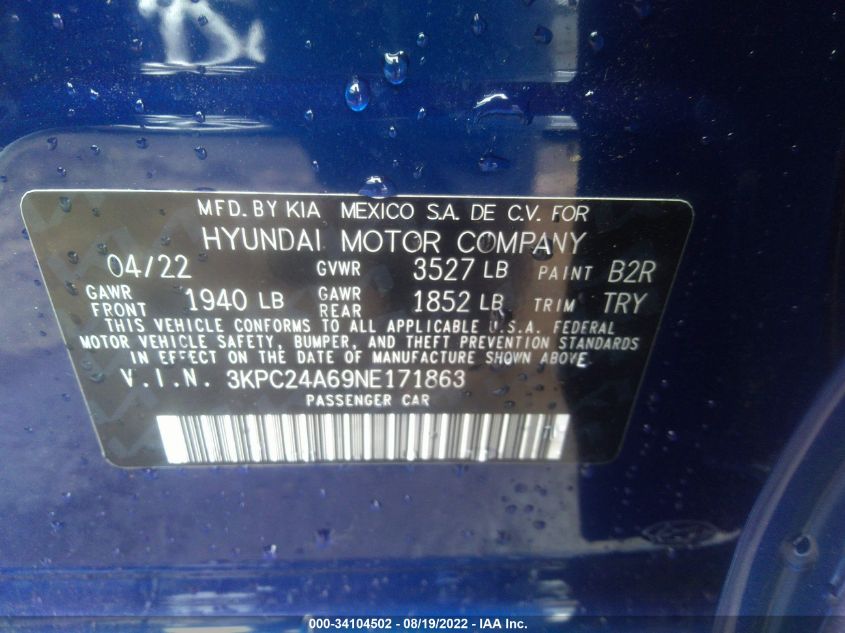 MFD. BY KIA MEXICO S.A. DE C.V. FOR
HYUNDAI MOTOR COMPANY
04/22 GVWR 3527 LB PAINT B2R
GAWR FRONT 1940 LB GAWR REAR 1852 LB TRIM TRY
THIS VEHICLE CONFORMS TO ALL APPLICABLE U.S.A. FEDERAL
MOTOR VEHICLE SAFETY, BUMPER, AND THEFT PREVENTION STANDARDS
IN EFFECT ON THE DATE OF MANUFACTURE SHOWN ABOVE
V.I.N. 3KPC24A69NE171863
PASSENGER CAR
000-34104502 - 08/19/2022 - IAA Inc.